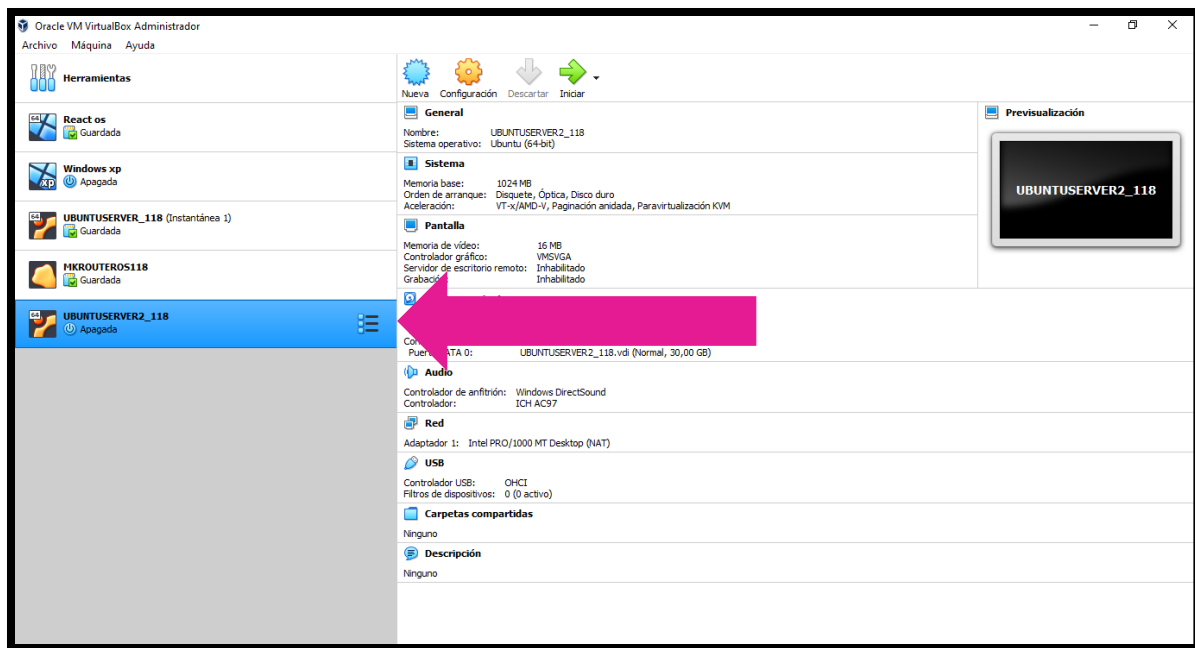 Oracle VM VirtualBox Administrador
Archivo Máquina Ayuda
Herramientas
React os
Guardada
Windows xp
Apagada
UBUNTUSERVER_118 (Instantánea 1)
Guardada
MKROUTEROS118
Guardada
UBUNTUSERVER2_118
Apagada
Nueva Configuración Descartar Iniciar
General
Nombre: UBUNTUSERVER2_118
Sistema operativo: Ubuntu (64-bit)
Sistema
Memoria base: 1024 MB
Orden de arranque: Disquete, Óptica, Disco duro
Aceleración: VT-x/AMD-V, Paginación anidada, Paravirtualización KVM
Pantalla
Memoria de vídeo: 16 MB
Controlador gráfico: VMSVGA
Servidor de escritorio remoto: Inhabilitado
Inhabilitado
UBUNTUSERVER2_118.vdi (Normal, 30,00 GB)
Audio
Controlador de anfitrión: Windows DirectSound
Controlador: ICH AC97
Red
Adaptador 1: Intel PRO/1000 MT Desktop (NAT)
USB
Controlador USB: OHCI
Filtros de dispositivos: 0 (0 activo)
Carpetas compartidas
Ninguno
Descripción
Ninguno
Previsualización
UBUNTUSERVER2_118